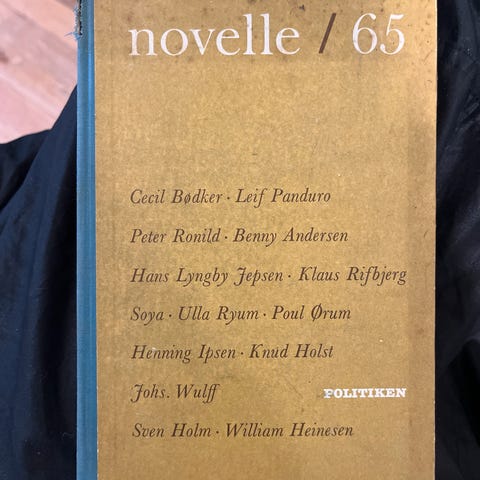 novelle / 65
Cecil Bødker · Leif Panduro
Peter Ronild · Benny Andersen
Hans Lyngby Jepsen · Klaus Rifbjerg
Soya · Ulla Ryum · Poul Ørum
Henning Ipsen · Knud Holst
Johs. Wulff POLITIKEN
Sven Holm · William Heinesen